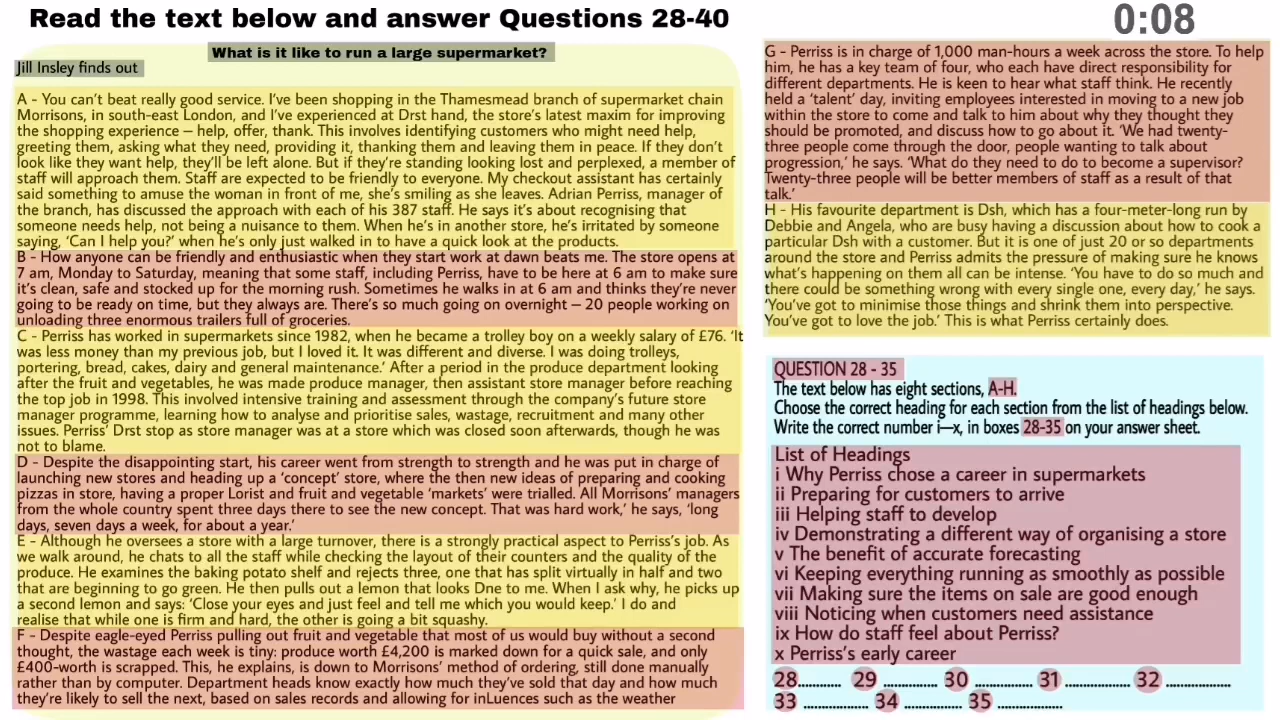 Read the text below and answer Questions 28-40
0:08
What is it like to run a large supermarket?
Jill Insley finds out
A - You can't beat really good service. I've been shopping in the Thamesmead branch of supermarket chain
Morrisons, in south-east London, and I've experienced at Drst hand, the store's latest maxim for improving
the shopping experience – help, offer, thank. This involves identifying customers who might need help,
greeting them, asking what they need, providing it, thanking them and leaving them in peace. If they don't
look like they want help, they'll be left alone. But if they're standing looking lost and perplexed, a member of
staff will approach them. Staff are expected to be friendly to everyone. My checkout assistant has certainly
said something to amuse the woman in front of me, she's smiling as she leaves. Adrian Perriss, manager of
the branch, has discussed the approach with each of his 387 staff. He says it's about recognising that
someone needs help, not being a nuisance to them. When he's in another store, he's irritated by someone
saying, 'Can I help you?' when he's only just walked in to have a quick look at the products.
B - How anyone can be friendly and enthusiastic when they start work at dawn beats me. The store opens at
7 am, Monday to Saturday, meaning that some staff, including Perriss, have to be here at 6 am to make sure
it's clean, safe and stocked up for the morning rush. Sometimes he walks in at 6 am and thinks they're never
going to be ready on time, but they always are. There's so much going on overnight – 20 people working on
unloading three enormous trailers full of groceries.
C - Perriss has worked in supermarkets since 1982, when he became a trolley boy on a weekly salary of £76. 'It
was less money than my previous job, but I loved it. It was different and diverse. I was doing trolleys,
portering, bread, cakes, dairy and general maintenance.' After a period in the produce department looking
after the fruit and vegetables, he was made produce manager, then assistant store manager before reaching
the top job in 1998. This involved intensive training and assessment through the company's future store
manager programme, learning how to analyse and prioritise sales, wastage, recruitment and many other
issues. Perriss' Drst stop as store manager was at a store which was closed soon afterwards, though he was
not to blame.
D - Despite the disappointing start, his career went from strength to strength and he was put in charge of
launching new stores and heading up a 'concept' store, where the then new ideas of preparing and cooking
pizzas in store, having a proper Lorist and fruit and vegetable 'markets' were trialled. All Morrisons' managers
from the whole country spent three days there to see the new concept. That was hard work,' he says, 'long
days, seven days a week, for about a year.'
E - Although he oversees a store with a large turnover, there is a strongly practical aspect to Perriss's job. As
we walk around, he chats to all the staff while checking the layout of their counters and the quality of the
produce. He examines the baking potato shelf and rejects three, one that has split virtually in half and two
that are beginning to go green. He then pulls out a lemon that looks Dne to me. When I ask why, he picks up
a second lemon and says: 'Close your eyes and just feel and tell me which you would keep.' I do and
realise that while one is firm and hard, the other is going a bit squashy.
F - Despite eagle-eyed Perriss pulling out fruit and vegetable that most of us would buy without a second
thought, the wastage each week is tiny: produce worth £4,200 is marked down for a quick sale, and only
£400-worth is scrapped. This, he explains, is down to Morrisons' method of ordering, still done manually
rather than by computer. Department heads know exactly how much they've sold that day and how much
they're likely to sell the next, based on sales records and allowing for inLuences such as the weather
G - Perriss is in charge of 1,000 man-hours a week across the store. To help
him, he has a key team of four, who each have direct responsibility for
different departments. He is keen to hear what staff think. He recently
held a 'talent' day, inviting employees interested in moving to a new job
within the store to come and talk to him about why they thought they
should be promoted, and discuss how to go about it. 'We had twenty-
three people come through the door, people wanting to talk about
progression,' he says. 'What do they need to do to become a supervisor?
Twenty-three people will be better members of staff as a result of that
talk.'
H - His favourite department is Dsh, which has a four-meter-long run by
Debbie and Angela, who are busy having a discussion about how to cook a
particular Dsh with a customer. But it is one of just 20 or so departments
around the store and Perriss admits the pressure of making sure he knows
what's happening on them all can be intense. 'You have to do so much and
there could be something wrong with every single one, every day,' he says.
'You've got to minimise those things and shrink them into perspective.
You've got to love the job.' This is what Perriss certainly does.
QUESTION 28 - 35
The text below has eight sections, A-H.
Choose the correct heading for each section from the list of headings below.
Write the correct number i—x, in boxes 28-35 on your answer sheet.
List of Headings
i Why Perriss chose a career in supermarkets
ii Preparing for customers to arrive
iii Helping staff to develop
iv Demonstrating a different way of organising a store
v The benefit of accurate forecasting
vi Keeping everything running as smoothly as possible
vii Making sure the items on sale are good enough
viii Noticing when customers need assistance
ix How do staff feel about Perriss?
x Perriss's early career
28........... 29 .............. 30 ................. 31 ................. 32 .................
33 ................. 34 ............... 35 .................